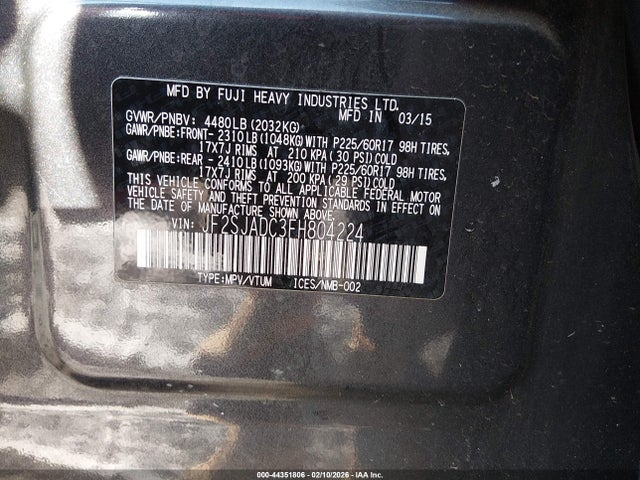 MFD BY FUJI HEAVY INDUSTRIES LTD.
MFD IN 03/15
GVWR/PNBV: 4480LB(2032KG)
GAWR/PNBE:FRONT- 2310LB(1048KG)WITH P225/60R17 98H TIRES,
17X7J RIMS AT 210 KPA(30 PSI)COLD
GAWR/PNBE:REAR - 2410LB(1093KG)WITH P225/60R17 98H TIRES,
17X7J RIMS AT 200 KPA(29 PSI)COLD
THIS VEHICLE CONFORMS TO ALL APPLICABLE FEDERAL MOTOR
VEHICLE SAFETY AND THEFT PREVENTION STANDARDS IN EFFECT ON
THE DATE OF MANUFACTURE SHOWN ABOVE.
VIN: JF2SJADC3FH804224
TYPE:MPV/VTUM ICES/NMB-002
000-44351806 - 02/10/2026 - IAA Inc.